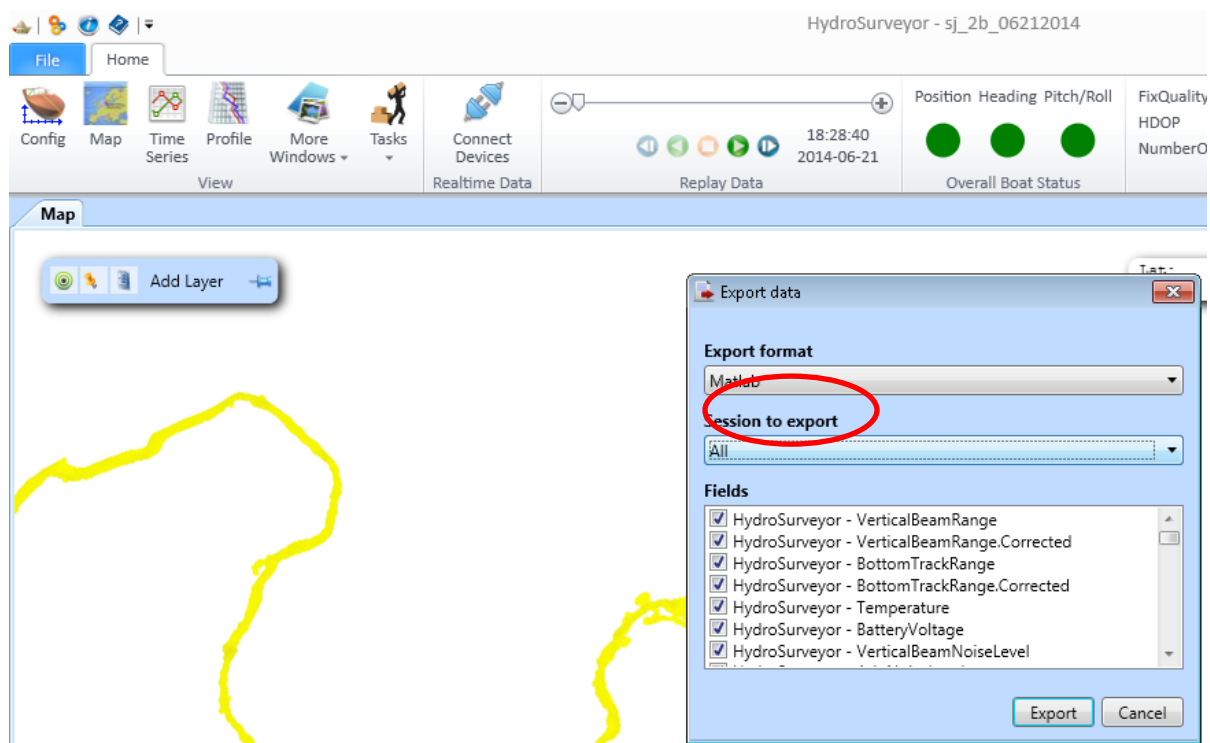 HydroSurveyor - sj_2b_06212014
File Home
Config Map Time Series Profile More Windows Tasks Connect Devices
18:28:40
2014-06-21
Position Heading Pitch/Roll
FixQuality
HDOP
NumberO
View Realtime Data Replay Data Overall Boat Status
Map
Add Layer
Lat:
Export data
Export format
Matlab
Session to export
All
Fields
HydroSurveyor - VerticalBeamRange
HydroSurveyor - VerticalBeamRange.Corrected
HydroSurveyor - BottomTrackRange
HydroSurveyor - BottomTrackRange.Corrected
HydroSurveyor - Temperature
HydroSurveyor - BatteryVoltage
HydroSurveyor - VerticalBeamNoiseLevel
Export Cancel